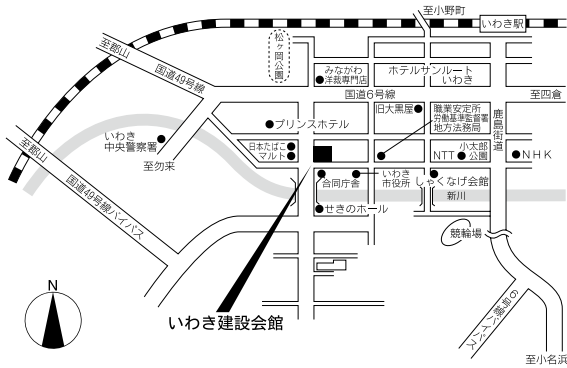 至小野町
いわき駅
至郡山
国道49号線
松ヶ岡公園
みながわ
洋裁専門店
ホテルサンルート
いわき
国道6号線
至四倉
旧大黒屋
職業安定所
労働基準監督署
地方法務局
鹿島街道
プリンスホテル
いわき
中央警察署
至勿来
日本たばこ
マルト
小太郎
公園
NTT
NHK
至郡山
国道49号線バイパス
合同庁舎
いわき
市役所
しゃくなげ会館
新川
せきのホール
競輪場
N
いわき建設会館
6号線バイパス
至小名浜